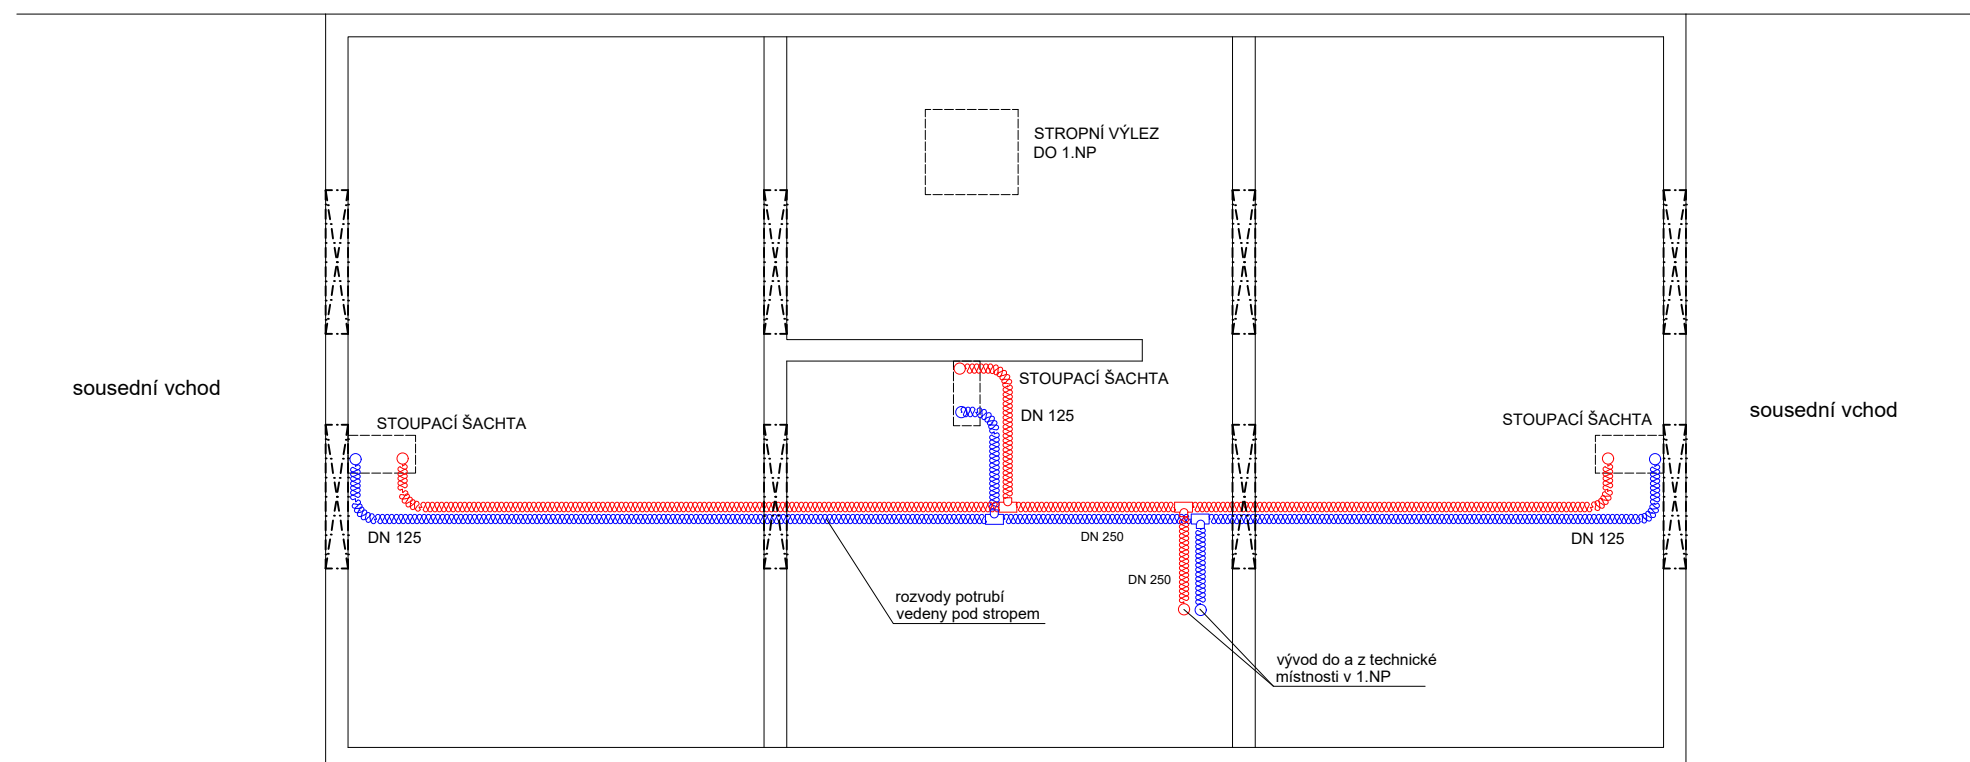 STROPNÍ VÝLEZ
DO 1.NP
sousední vchod
STOUPACÍ ŠACHTA
STOUPACÍ ŠACHTA
DN 125
STOUPACÍ ŠACHTA
sousední vchod
DN 125
DN 250
DN 125
DN 250
rozvody potrubí
vedeny pod stropem
vývod do a z technické
místnosti v 1.NP